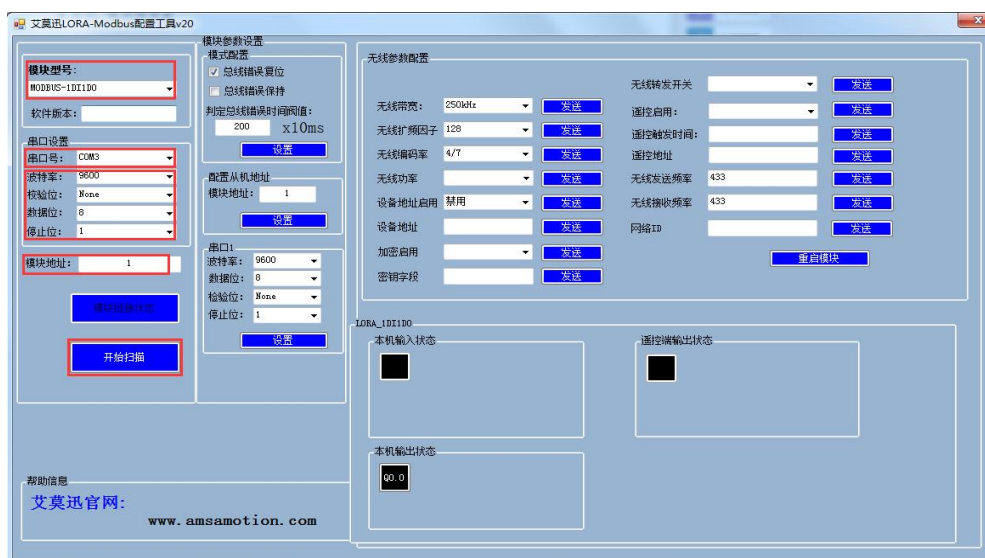 艾莫迅LORA-Modbus配置工具v20
模块型号:
MODBUS-1DI1DO
软件版本:
串口设置
串口号: COM3
波特率: 9600
校验位: None
数据位: 8
停止位: 1
模块地址: 1
开始扫描
模块参数设置
模式配置
总线错误复位
总线错误保持
判定总线错误时间阀值:
200 x10ms
设置
配置从机地址
模块地址: 1
设置
串口1
波特率: 9600
数据位: 8
检验位: None
停止位: 1
设置
无线参数配置
无线带宽: 250kHz 发送
无线扩频因子 128 发送
无线编码率 4/7 发送
无线功率 发送
设备地址启用 禁用 发送
设备地址 发送
加密启用 发送
密钥字段 发送
无线转发开关 发送
遥控启用: 发送
遥控触发时间: 发送
遥控地址 发送
无线发送频率 433 发送
无线接收频率 433 发送
网络ID 发送
重启模块
LORA_1DI1DO
本机输入状态
遥控端输出状态
本机输出状态
Q0.0
帮助信息
艾莫迅官网:
www.amsamotion.com